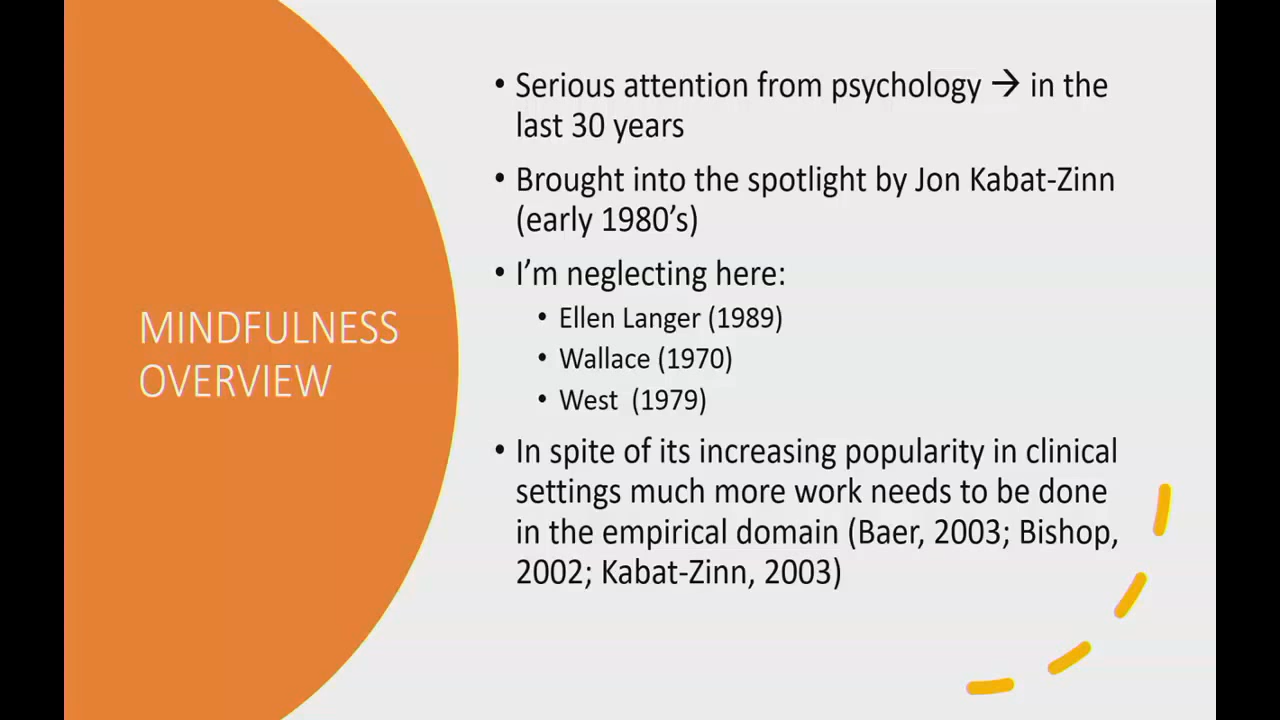 MINDFULNESS
OVERVIEW
• Serious attention from psychology → in the
last 30 years
• Brought into the spotlight by Jon Kabat-Zinn
(early 1980’s)
• I’m neglecting here:
• Ellen Langer (1989)
• Wallace (1970)
• West (1979)
• In spite of its increasing popularity in clinical
settings much more work needs to be done
in the empirical domain (Baer, 2003; Bishop,
2002; Kabat-Zinn, 2003)